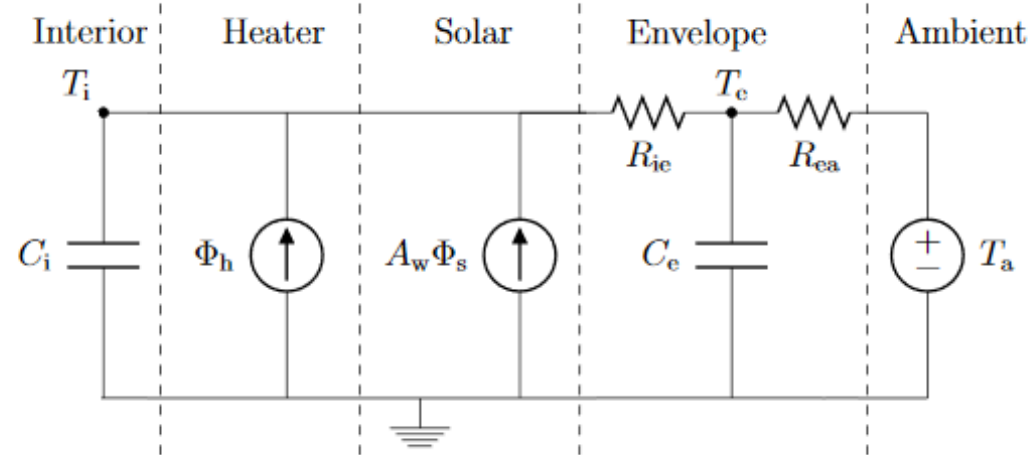 Interior Heater Solar Envelope Ambient
Tᵢ Tₑ
Rᵢₑ Rₑₐ
Cᵢ Φₕ A_wΦₛ Cₑ + − Tₐ